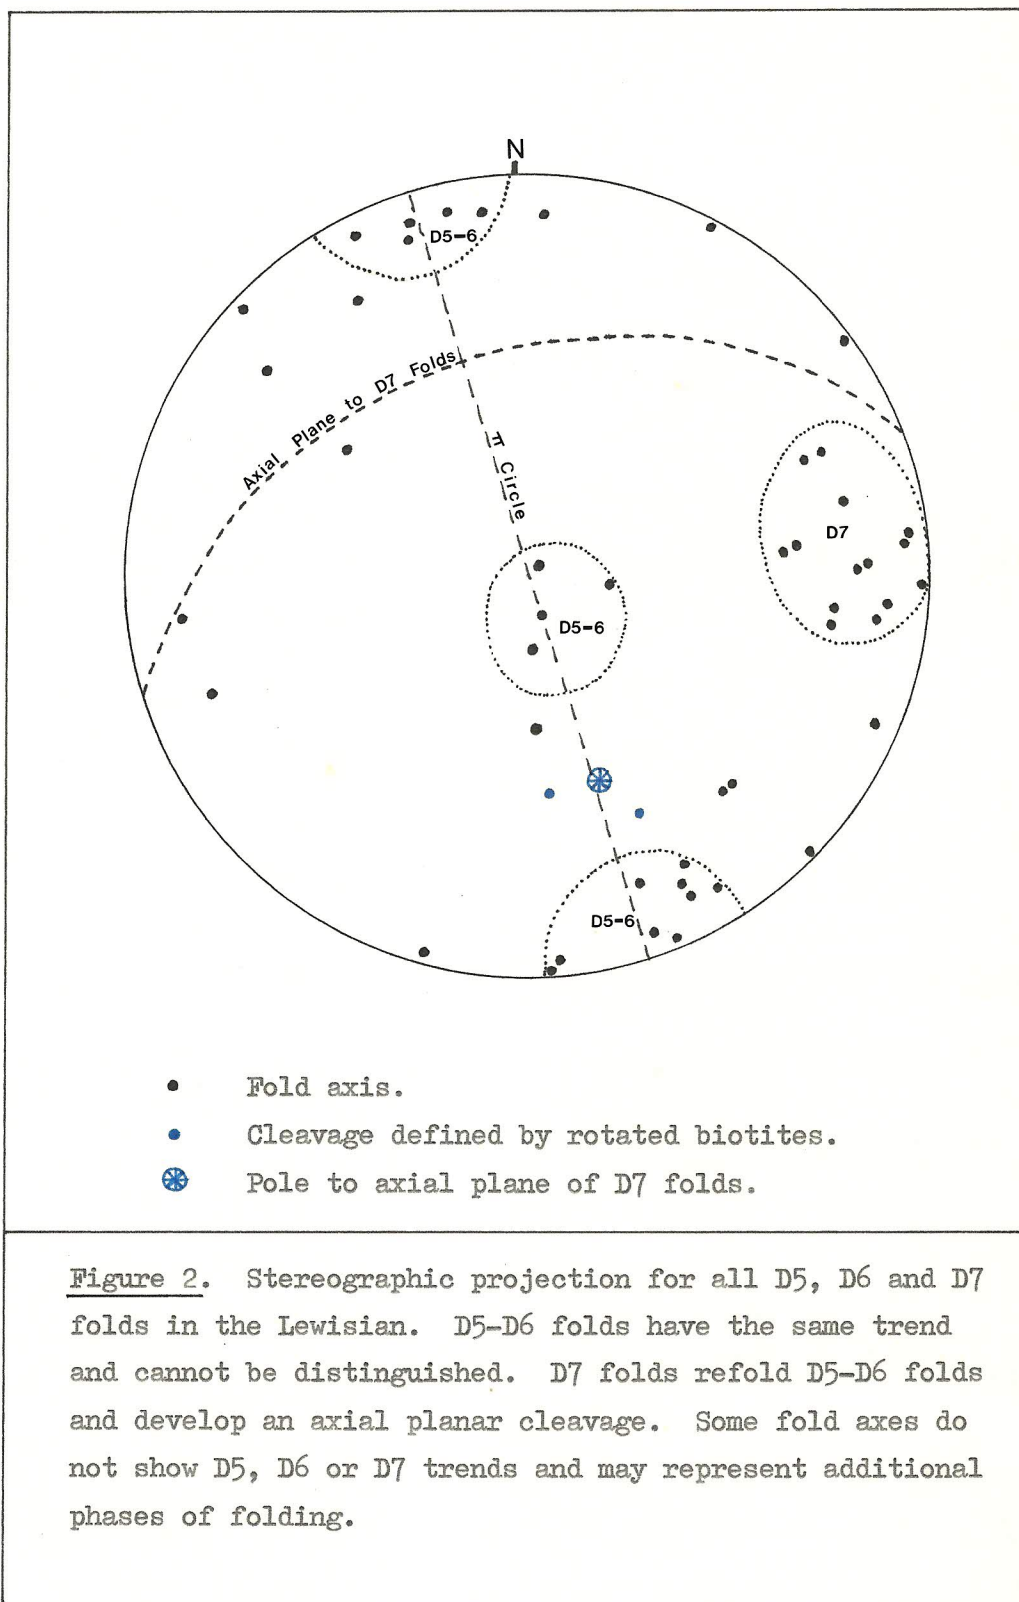 N
D5-6
Axial Plane to D7 Folds
π Circle
D7
D5-6
D5-6
Fold axis.
Cleavage defined by rotated biotites.
Pole to axial plane of D7 folds.
Figure 2. Stereographic projection for all D5, D6 and D7
folds in the Lewisian. D5-D6 folds have the same trend
and cannot be distinguished. D7 folds refold D5-D6 folds
and develop an axial planar cleavage. Some fold axes do
not show D5, D6 or D7 trends and may represent additional
phases of folding.